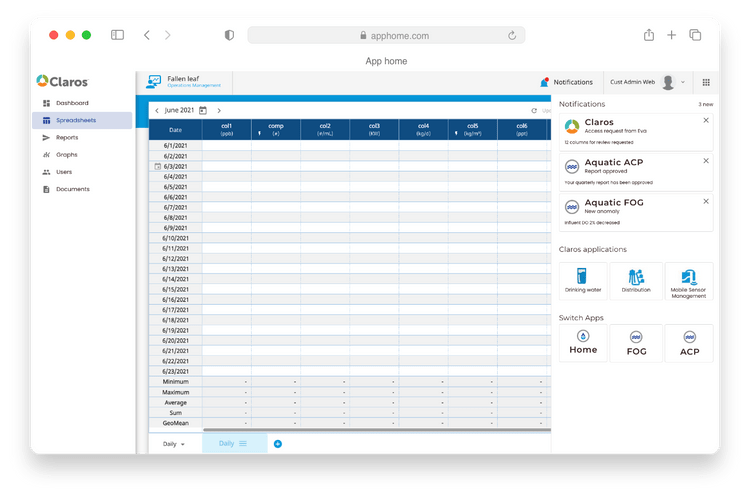 apphome.com
App home
Claros
Dashboard
Spreadsheets
Reports
Graphs
Users
Documents
Fallen leaf
Operations Management
Notifications
Cust Admin Web
June 2021
Date
col1
(ppb)
comp
col2
col3
(KW)
col4
(kg/d)
col5
(kg/m³)
col6
(ppt)
6/1/2021
6/2/2021
6/3/2021
6/4/2021
6/5/2021
6/6/2021
6/7/2021
6/8/2021
6/9/2021
6/10/2021
6/11/2021
6/12/2021
6/13/2021
6/14/2021
6/15/2021
6/16/2021
6/17/2021
6/18/2021
6/19/2021
6/20/2021
6/21/2021
6/22/2021
6/23/2021
Minimum - - - - - - -
Maximum - - - - - - -
Average - - - - - - -
Sum - - - - - - -
GeoMean - - - - - - -
Daily
Daily
Notifications
3 new
Claros
Access request from Eva
12 columns for review requested
Aquatic ACP
Report approved
Your quarterly report has been approved
Aquatic FOG
New anomaly
Influent DO 2% decreased
Claros applications
Drinking water
Distribution
Mobile Sensor
Management
Switch Apps
Home
FOG
ACP